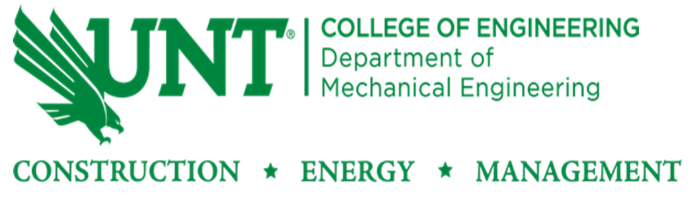 UNT®
COLLEGE OF ENGINEERING
Department of
Mechanical Engineering
CONSTRUCTION ★ ENERGY ★ MANAGEMENT